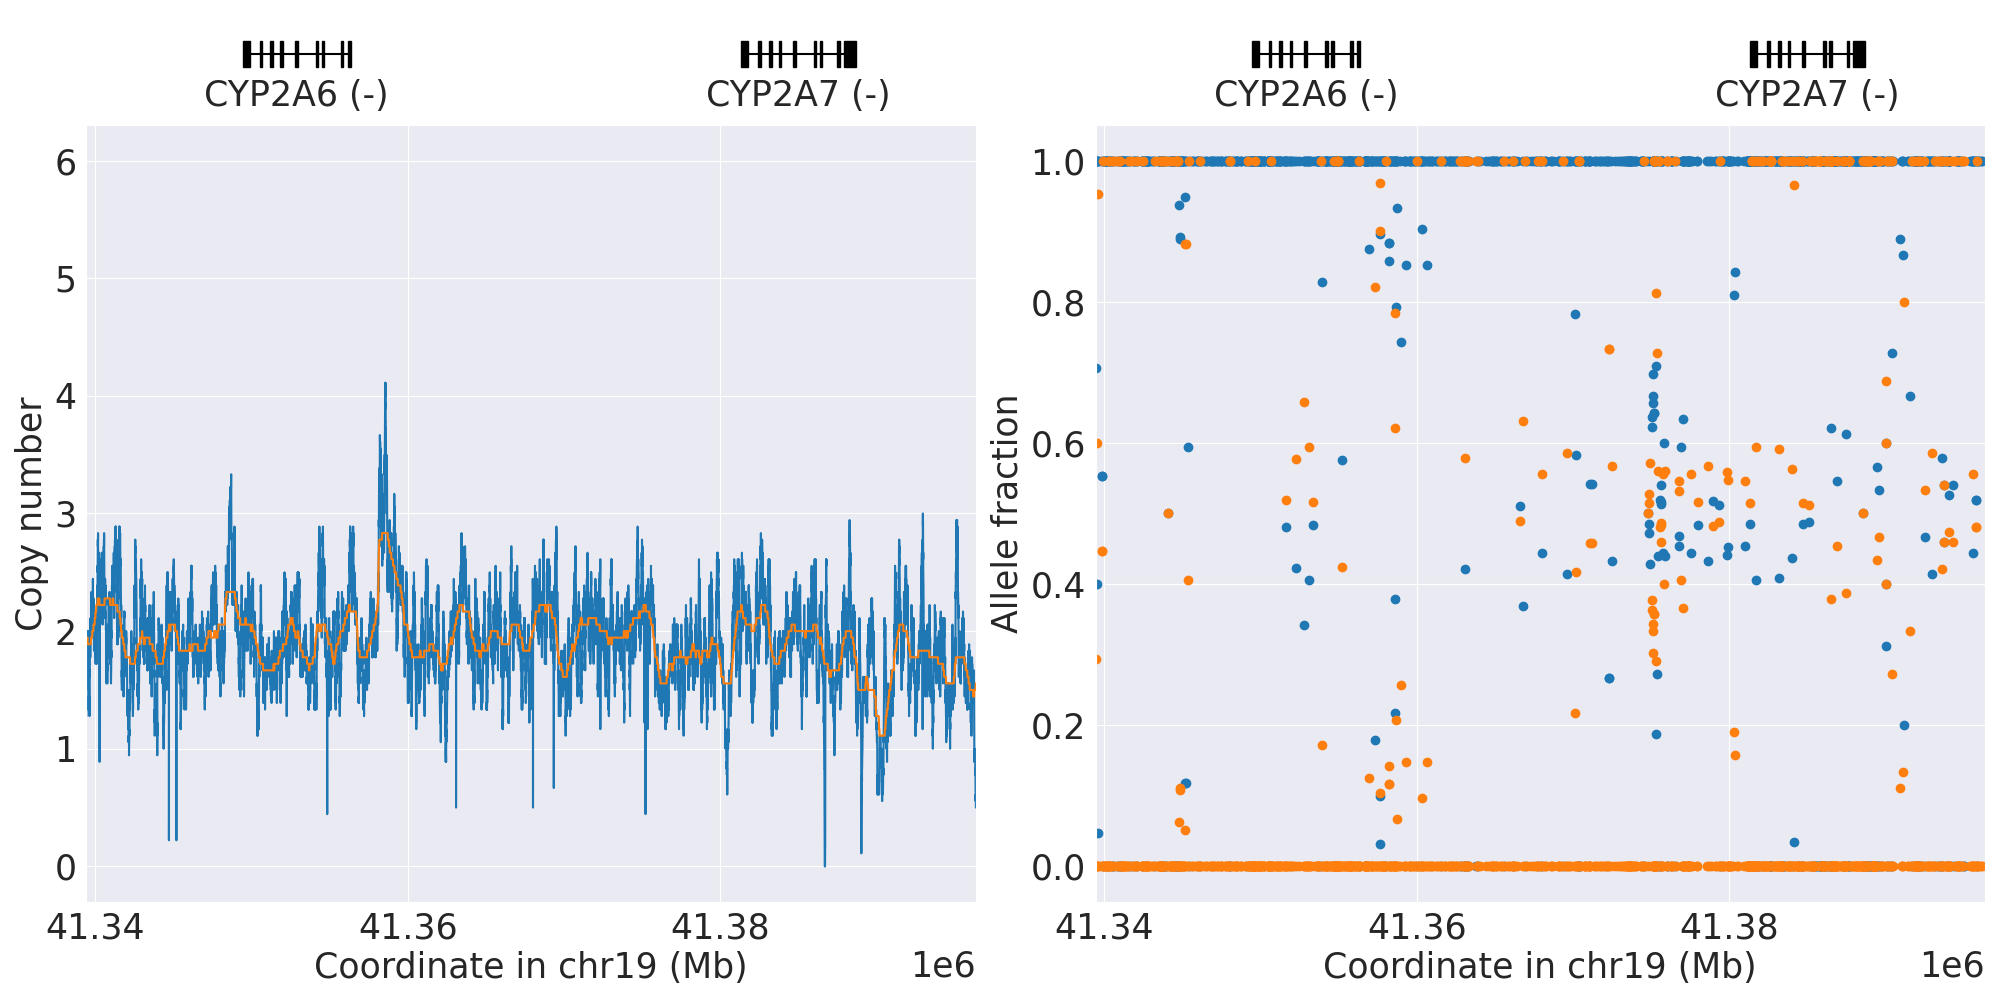 CYP2A6 (-)
CYP2A7 (-)
CYP2A6 (-)
CYP2A7 (-)
6
5
4
3
2
1
0
Copy number
41.34
41.36
41.38
Coordinate in chr19 (Mb)
1e6
1.0
0.8
0.6
0.4
0.2
0.0
Allele fraction
41.34
41.36
41.38
Coordinate in chr19 (Mb)
1e6